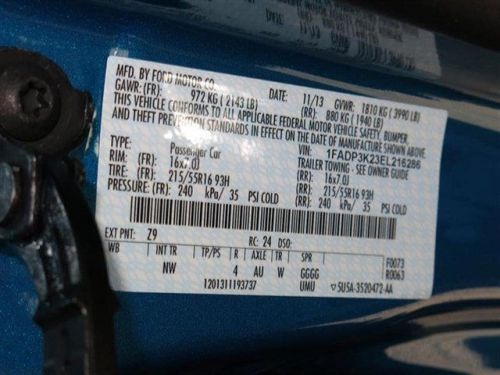 MFD. BY FORD MOTOR CO.
11/13 GVWR: 1810 KG ( 3990 LB)
GAWR: (FR): 972 KG ( 2143 LB) (RR): 880 KG ( 1940 LB)
THIS VEHICLE CONFORMS TO ALL APPLICABLE FEDERAL MOTOR VEHICLE SAFETY, BUMPER,
AND THEFT PREVENTION STANDARDS IN EFFECT ON THE DATE OF MANUFACTURE SHOWN ABOVE.
VIN: 1FADP3K23EL216286
TYPE: Passenger Car TRAILER TOWING - SEE OWNER GUIDE
RIM: (FR): 16x7.0J (RR): 16x7.0J
TIRE: (FR): 215/55R16 93H (RR): 215/55R16 93H
PRESSURE: (FR): 240 kPa/ 35 PSI COLD (RR): 240 kPa/ 35 PSI COLD
EXT PNT: Z9 RC: 24 DSO:
WB INT TR TP/PS R AXLE TR SPR F0073
NW 4 AU W GGGG R0063
1201311193737 UMU 5U5A-3520472-AA